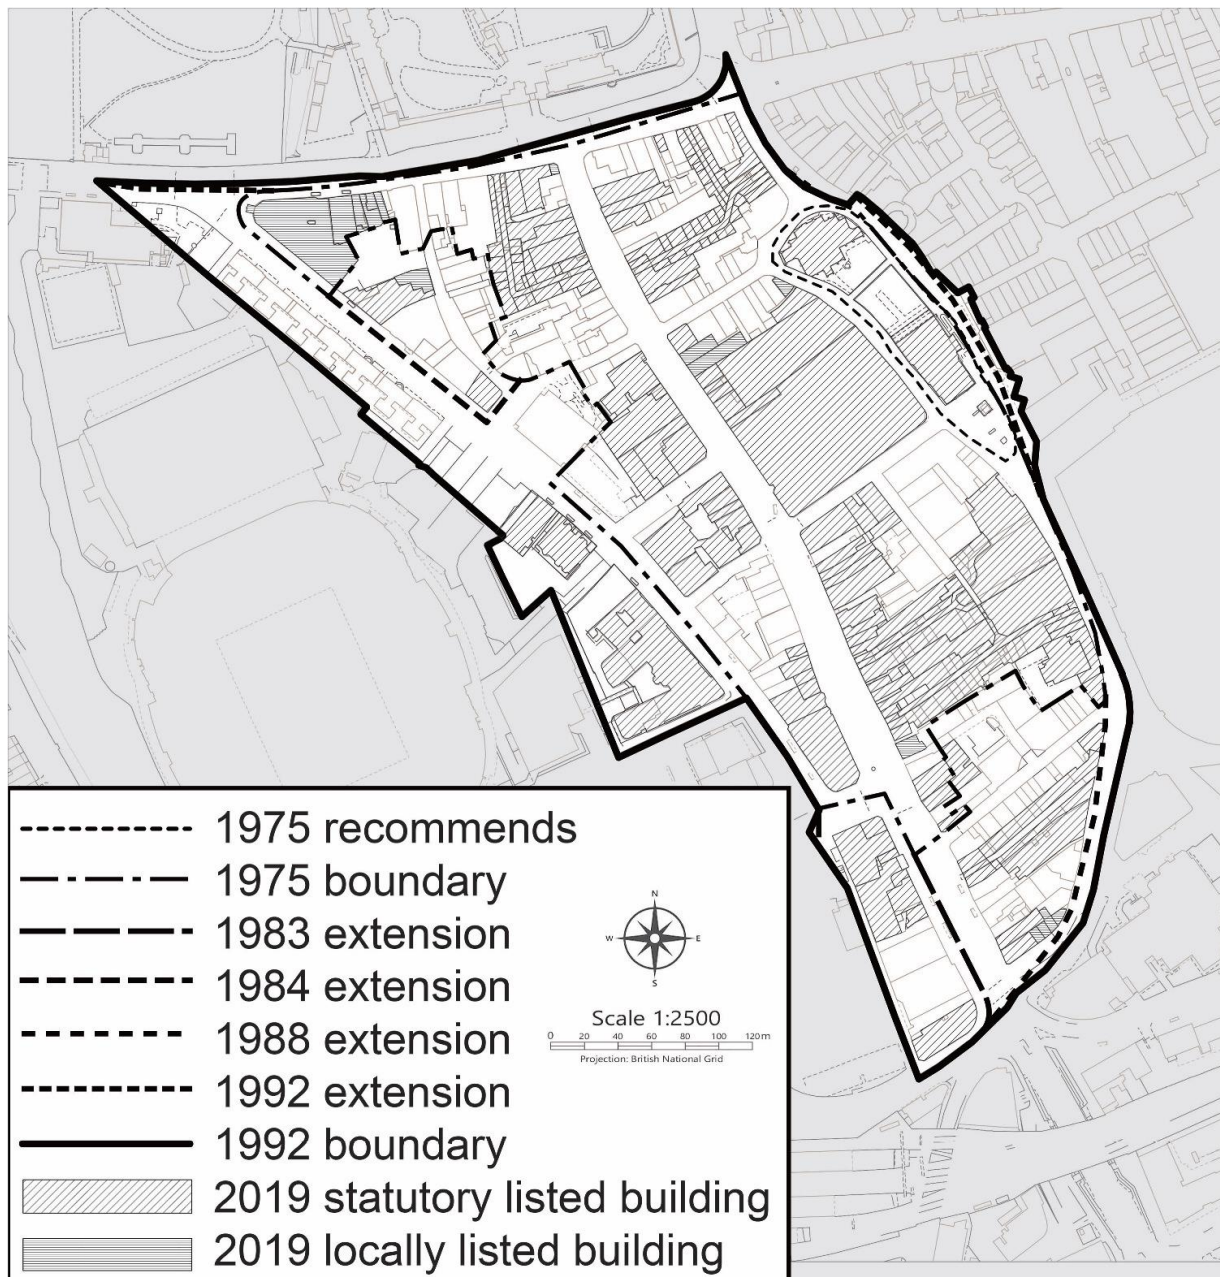 1975 recommends
1975 boundary
1983 extension
1984 extension
1988 extension
1992 extension
1992 boundary
2019 statutory listed building
2019 locally listed building
N
W
E
S
Scale 1:2500
0 20 40 60 80 100 120m
Projection: British National Grid